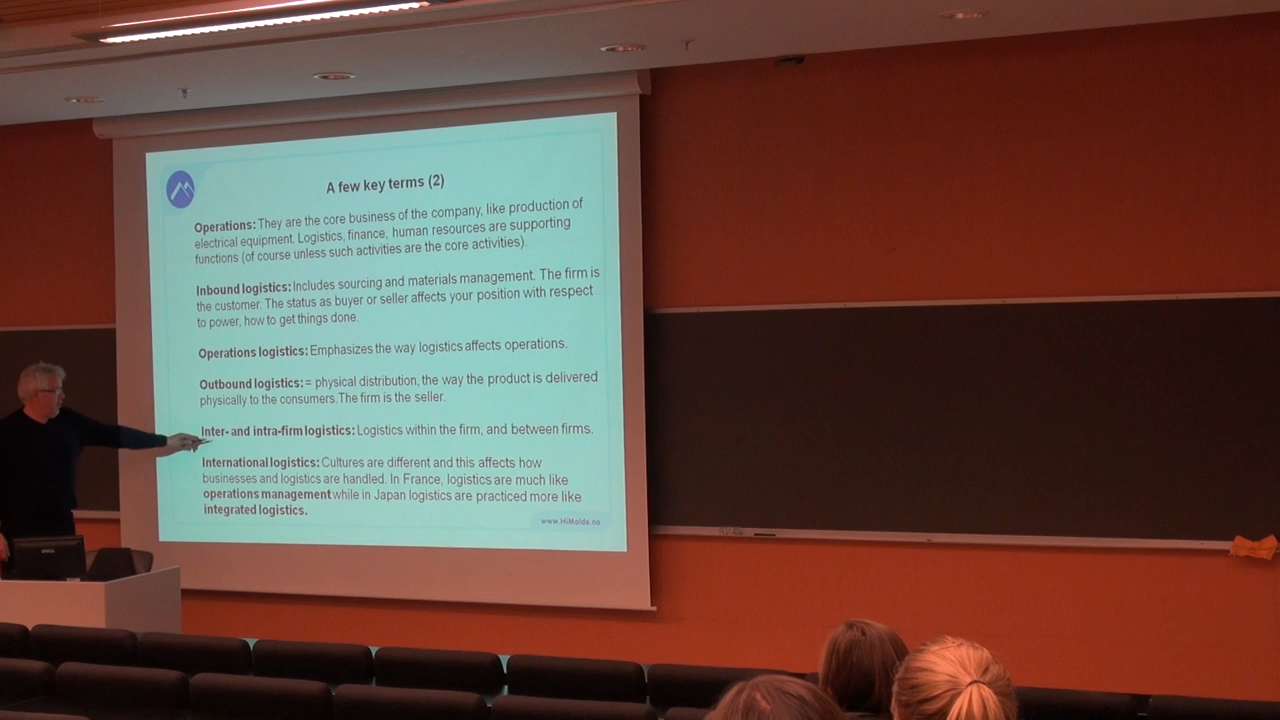 A few key terms (2)
Operations: They are the core business of the company, like production of
electrical equipment. Logistics, finance, human resources are supporting
functions (of course unless such activities are the core activities).
Inbound logistics: Includes sourcing and materials management. The firm is
the customer. The status as buyer or seller affects your position with respect
to power, how to get things done.
Operations logistics: Emphasizes the way logistics affects operations.
Outbound logistics: = physical distribution, the way the product is delivered
physically to the consumers.The firm is the seller.
Inter- and intra-firm logistics: Logistics within the firm, and between firms.
International logistics: Cultures are different and this affects how
businesses and logistics are handled. In France, logistics are much like
operations management while in Japan logistics are practiced more like
integrated logistics.
www.HiMolde.no
DELL